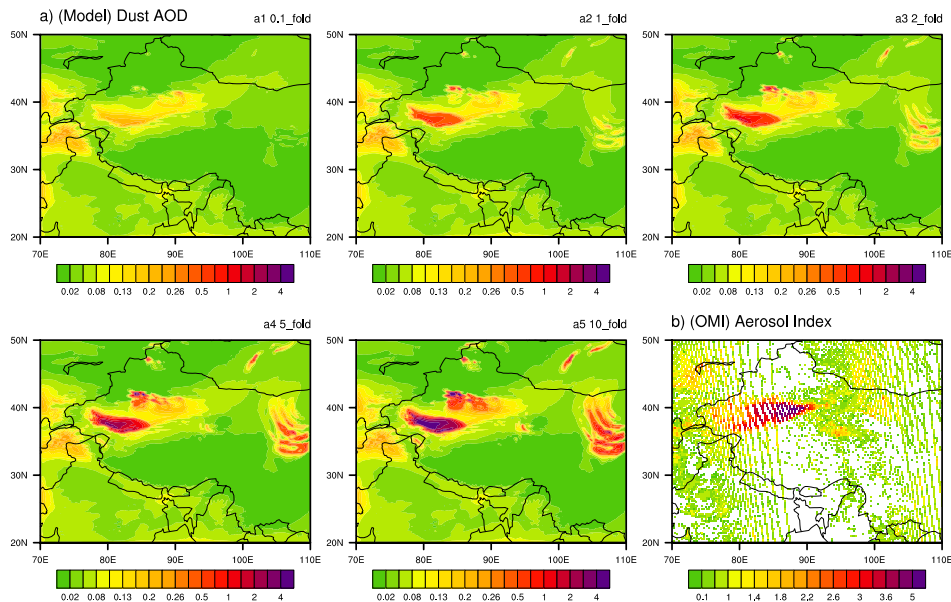 a) (Model) Dust AOD
a1 0.1_fold
a2 1_fold
a3 2_fold
50N
40N
30N
20N
70E 80E 90E 100E 110E
0.02 0.08 0.13 0.2 0.26 0.5 1 2 4
50N
40N
30N
20N
70E 80E 90E 100E 110E
0.02 0.08 0.13 0.2 0.26 0.5 1 2 4
50N
40N
30N
20N
70E 80E 90E 100E 110E
0.02 0.08 0.13 0.2 0.26 0.5 1 2 4
a4 5_fold
a5 10_fold
b) (OMI) Aerosol Index
50N
40N
30N
20N
70E 80E 90E 100E 110E
0.02 0.08 0.13 0.2 0.26 0.5 1 2 4
50N
40N
30N
20N
70E 80E 90E 100E 110E
0.02 0.08 0.13 0.2 0.26 0.5 1 2 4
50N
40N
30N
20N
70E 80E 90E 100E 110E
0.1 1 1,4 1.8 2,2 2.6 3 3.6 5